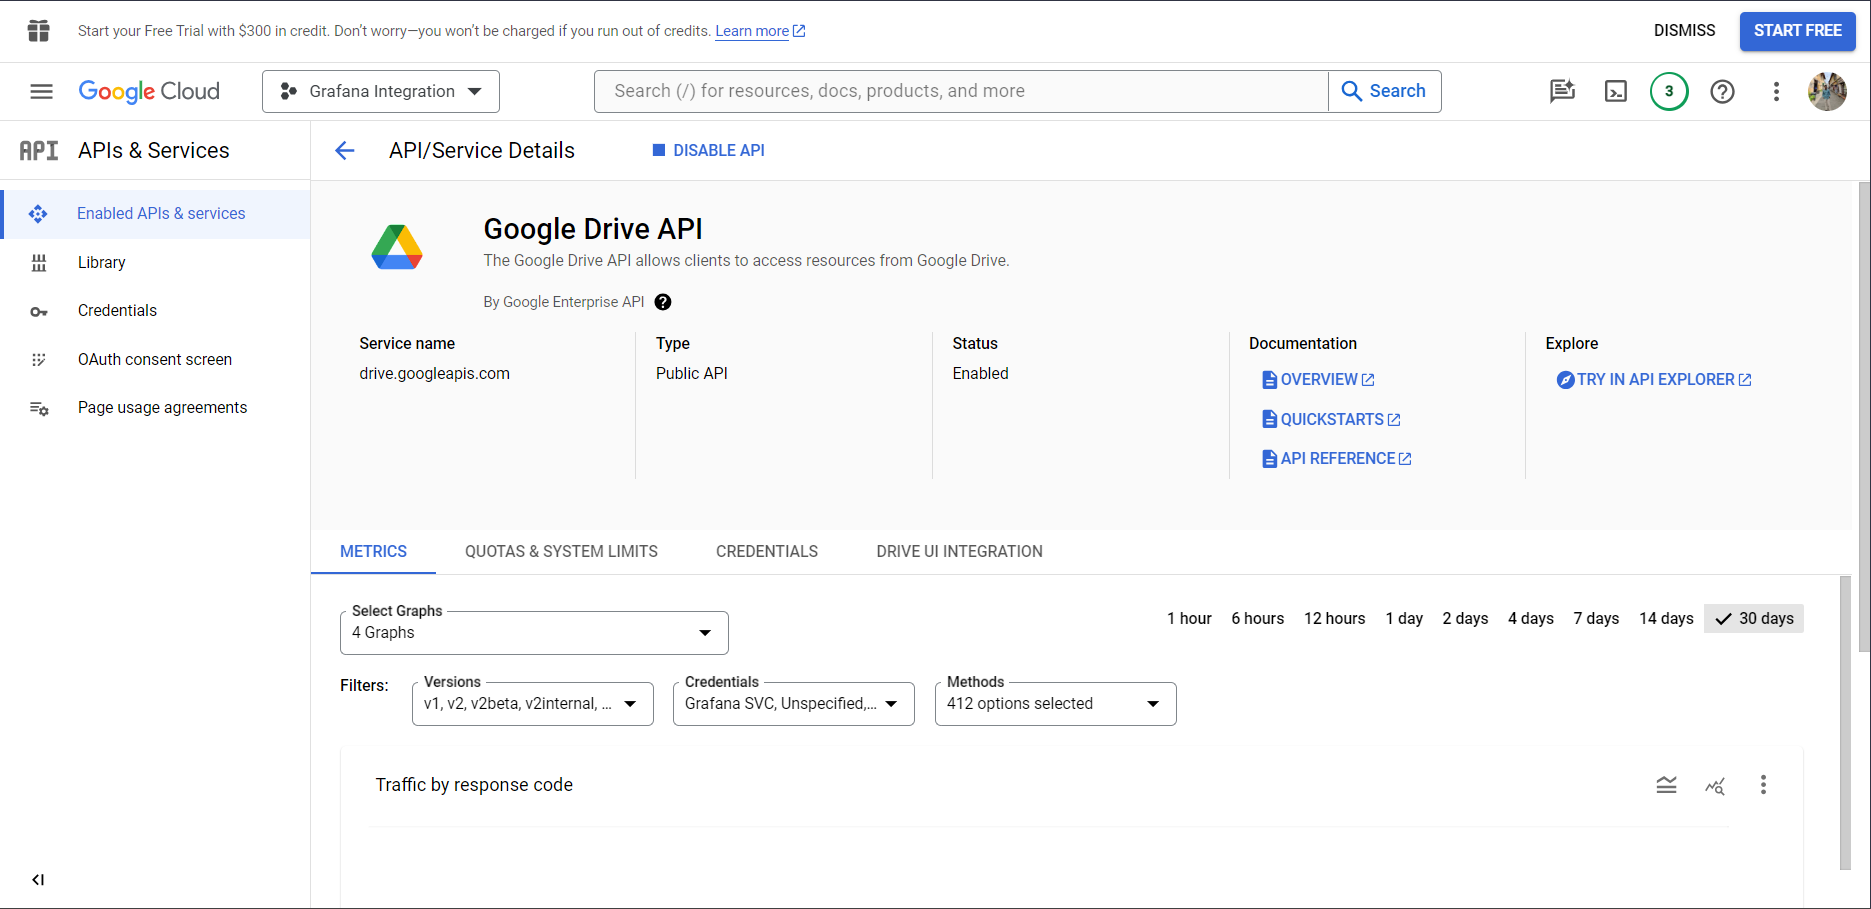 Start your Free Trial with $300 in credit. Don't worry—you won't be charged if you run out of credits. Learn more
DISMISS
START FREE
Google Cloud
Grafana Integration
Search (/) for resources, docs, products, and more
Search
3
API
APIs & Services
API/Service Details
DISABLE API
Enabled APIs & services
Library
Credentials
OAuth consent screen
Page usage agreements
Google Drive API
The Google Drive API allows clients to access resources from Google Drive.
By Google Enterprise API
Service name
drive.googleapis.com
Type
Public API
Status
Enabled
Documentation
OVERVIEW
QUICKSTARTS
API REFERENCE
Explore
TRY IN API EXPLORER
METRICS
QUOTAS & SYSTEM LIMITS
CREDENTIALS
DRIVE UI INTEGRATION
Select Graphs
4 Graphs
1 hour
6 hours
12 hours
1 day
2 days
4 days
7 days
14 days
30 days
Filters:
Versions
v1, v2, v2beta, v2internal, ...
Credentials
Grafana SVC, Unspecified,...
Methods
412 options selected
Traffic by response code